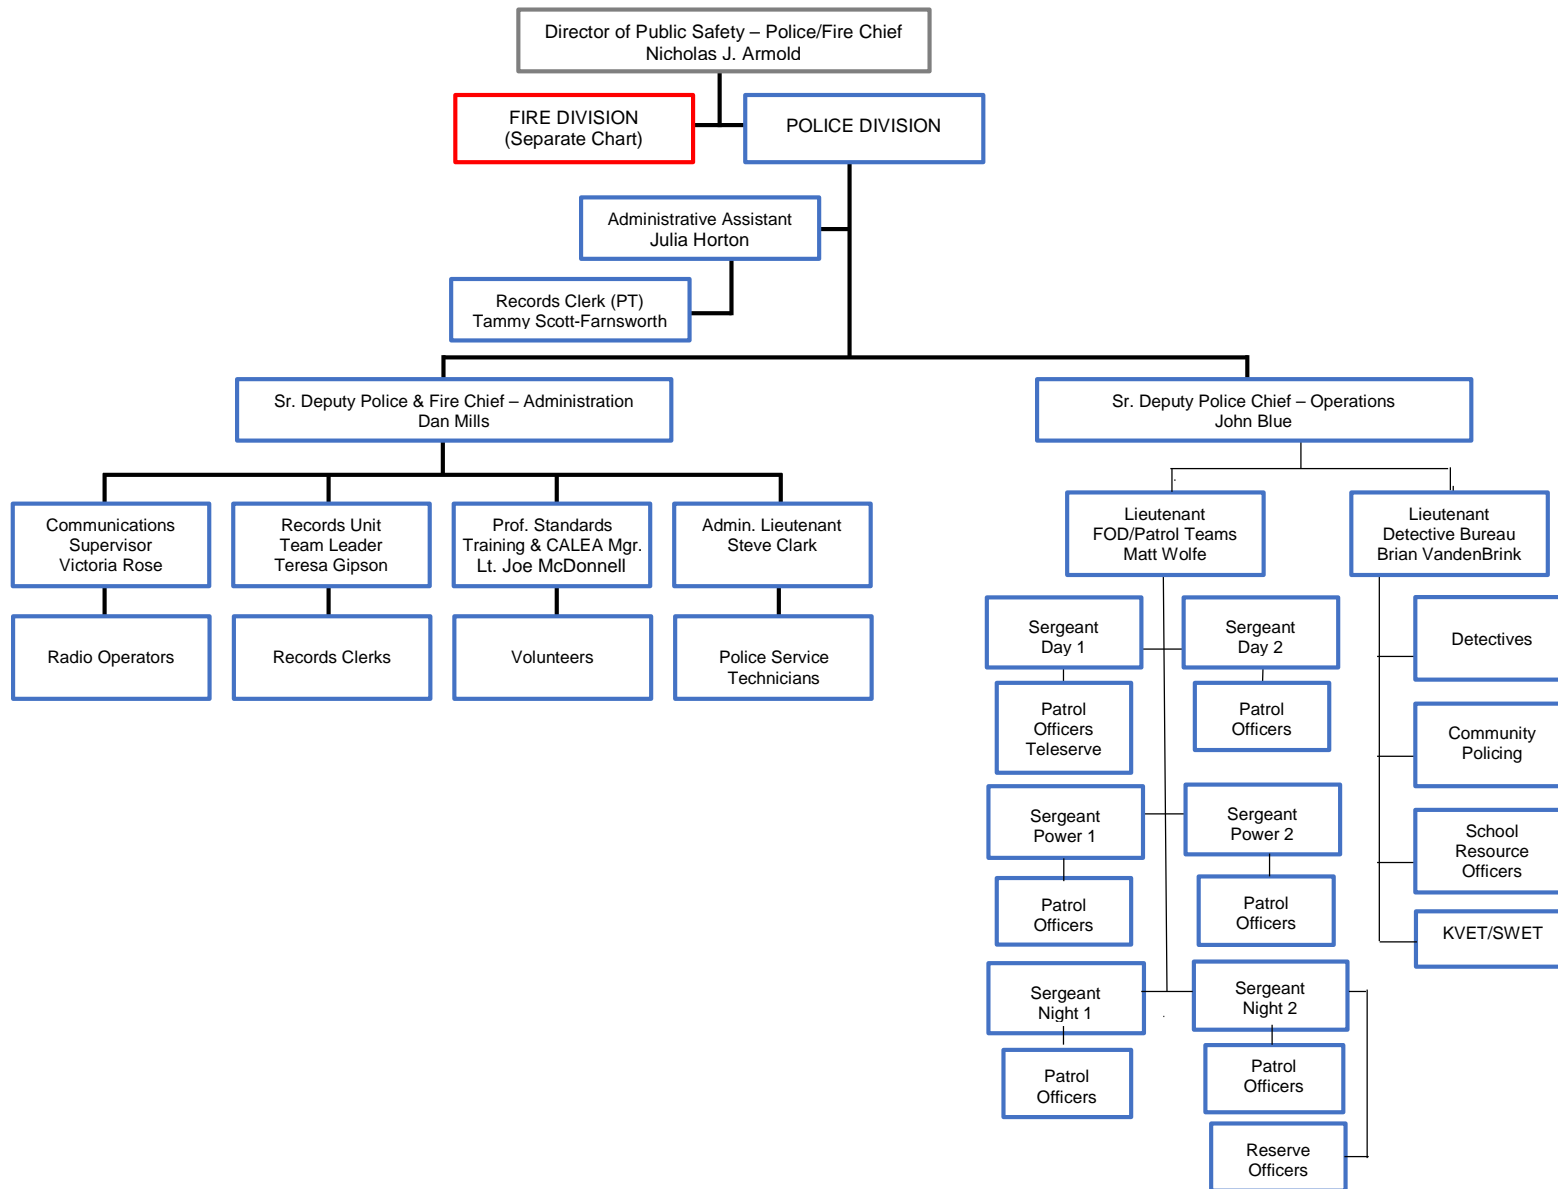 Director of Public Safety – Police/Fire Chief
Nicholas J. Armold
FIRE DIVISION
(Separate Chart)
POLICE DIVISION
Administrative Assistant
Julia Horton
Records Clerk (PT)
Tammy Scott-Farnsworth
Sr. Deputy Police & Fire Chief – Administration
Dan Mills
Sr. Deputy Police Chief – Operations
John Blue
Communications
Supervisor
Victoria Rose
Records Unit
Team Leader
Teresa Gipson
Prof. Standards
Training & CALEA Mgr.
Lt. Joe McDonnell
Admin. Lieutenant
Steve Clark
Lieutenant
FOD/Patrol Teams
Matt Wolfe
Lieutenant
Detective Bureau
Brian VandenBrink
Radio Operators
Records Clerks
Volunteers
Police Service
Technicians
Sergeant
Day 1
Sergeant
Day 2
Detectives
Patrol
Officers
Teleserve
Patrol
Officers
Community
Policing
Sergeant
Power 1
Sergeant
Power 2
School
Resource
Officers
Patrol
Officers
Patrol
Officers
KVET/SWET
Sergeant
Night 1
Sergeant
Night 2
Patrol
Officers
Patrol
Officers
Reserve
Officers